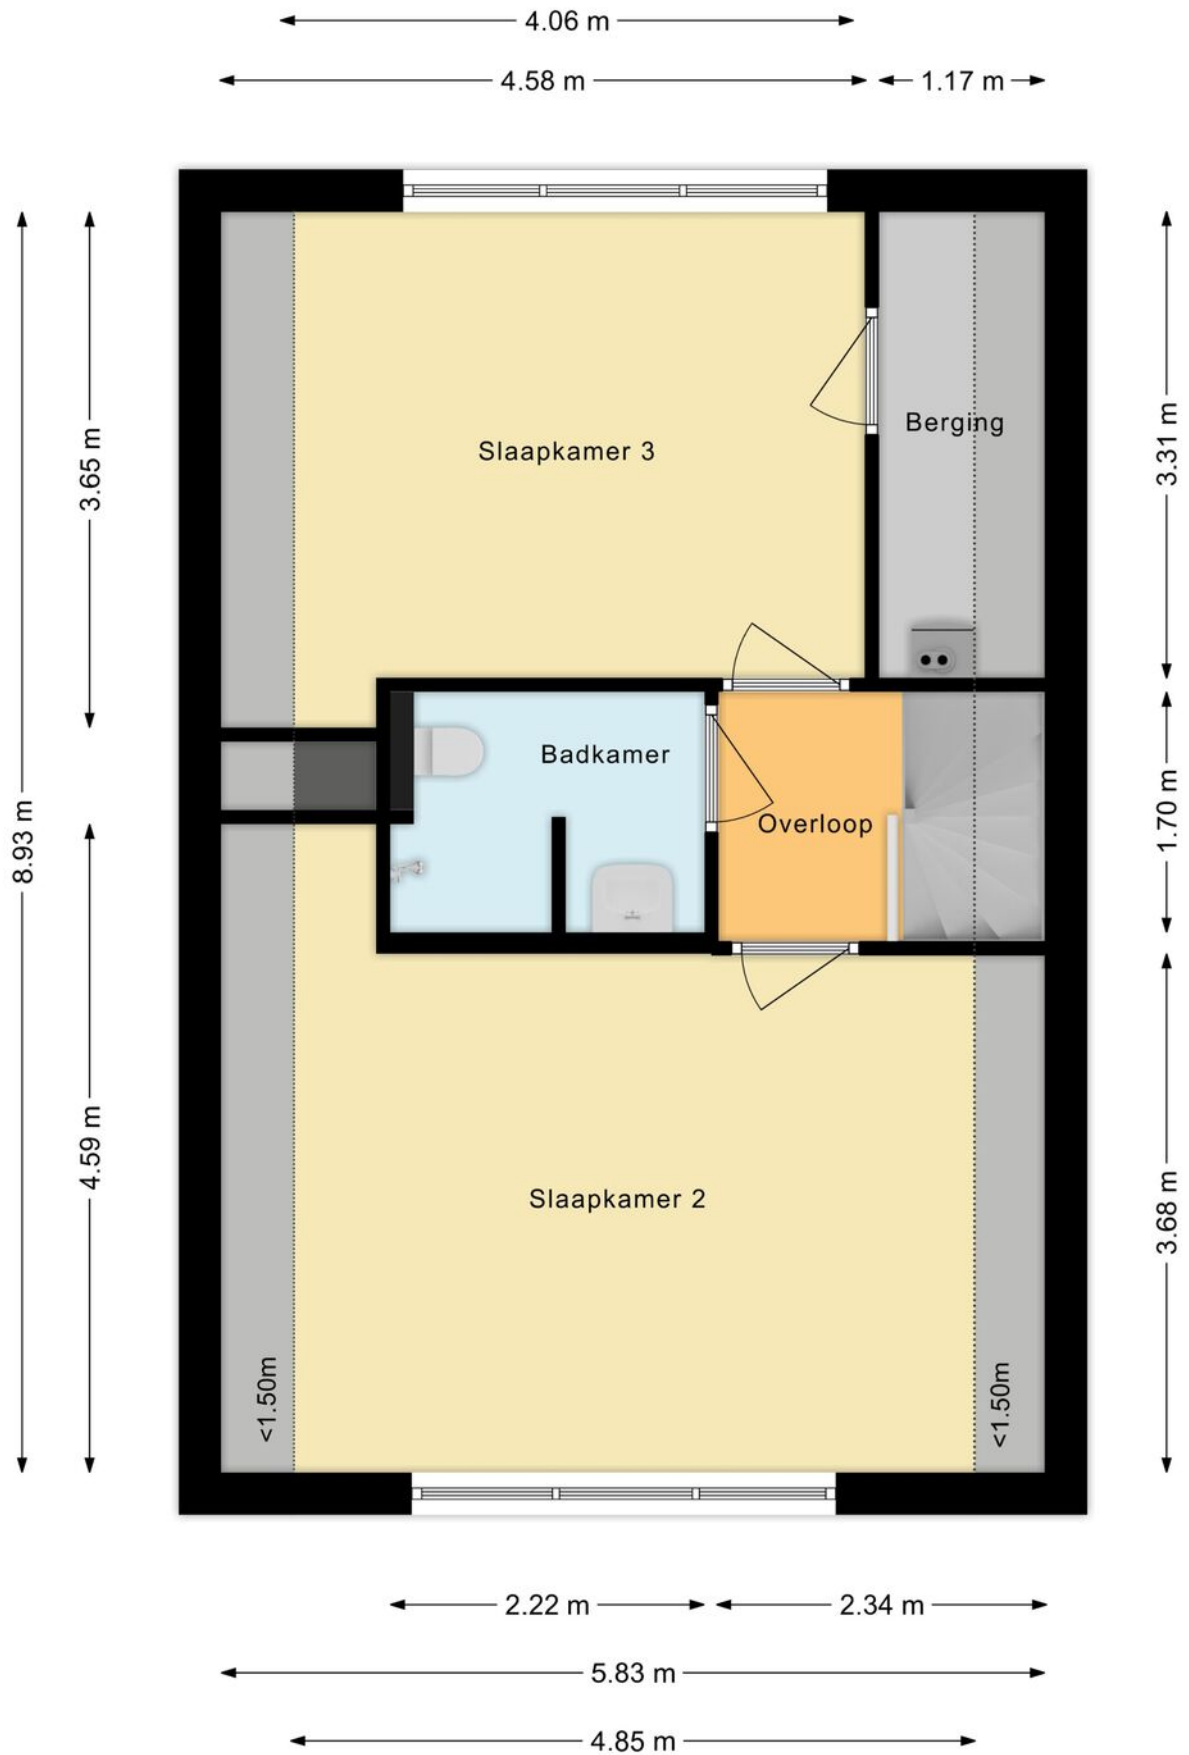 4.06 m
4.58 m
1.17 m
8.93 m
3.65 m
4.59 m
3.31 m
1.70 m
3.68 m
Slaapkamer 3
Berging
Badkamer
Overloop
Slaapkamer 2
<1.50m
<1.50m
2.22 m
2.34 m
5.83 m
4.85 m